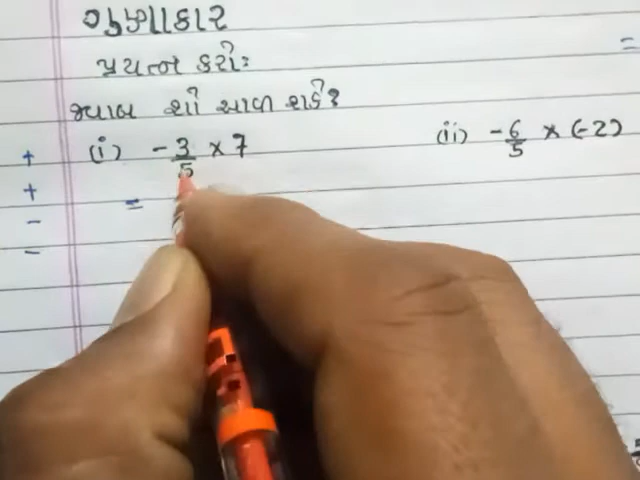 ગુણાકાર
પ્રયત્ન કરો:
જવાબ શો આવી શકે?
(i) -3/5 × 7 (ii) -6/5 × (-2)
=
=
+
+
-
-